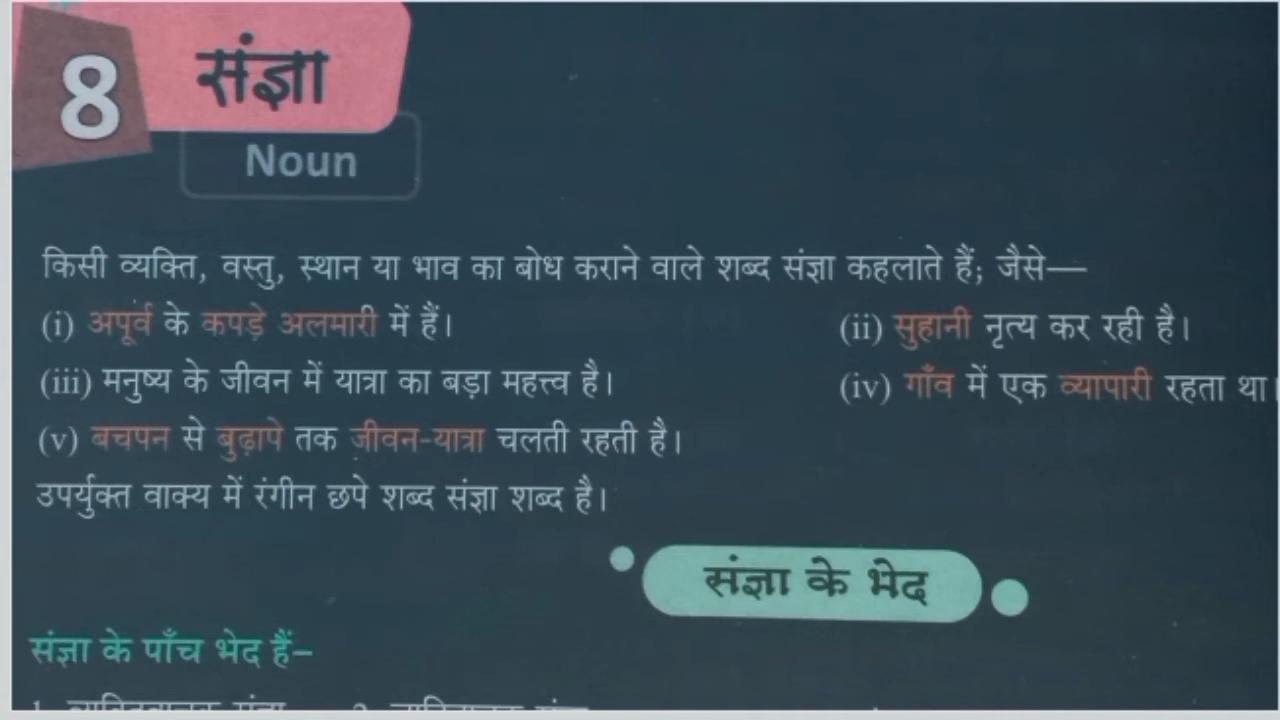 8 संज्ञा
Noun
किसी व्यक्ति, वस्तु, स्थान या भाव का बोध कराने वाले शब्द संज्ञा कहलाते हैं; जैसे—
(i) अपूर्व के कपड़े अलमारी में हैं।
(ii) सुहानी नृत्य कर रही है।
(iii) मनुष्य के जीवन में यात्रा का बड़ा महत्त्व है।
(iv) गाँव में एक व्यापारी रहता था।
(v) बचपन से बुढ़ापे तक जीवन-यात्रा चलती रहती है।
उपर्युक्त वाक्य में रंगीन छपे शब्द संज्ञा शब्द है।
संज्ञा के भेद
संज्ञा के पाँच भेद हैं–